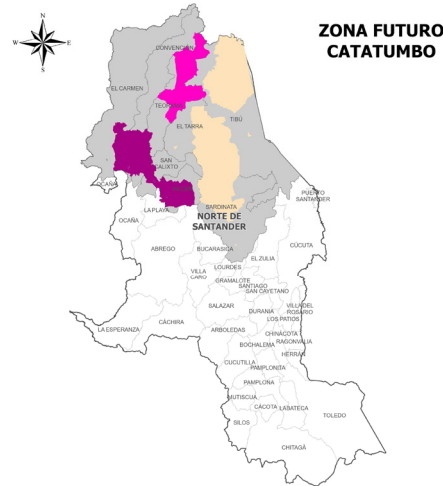 ZONA FUTURO
CATATUMBO
N
W
E
S
CONVENCIÓN
EL CARMEN
TEORAMA
EL TARRA
TIBÚ
SAN
CALIXTO
OCAÑA
LA PLAYA
SARDINATA
PUERTO
SANTANDER
NORTE DE
SANTANDER
OCAÑA
ABREGO
BUCARASICA
CÚCUTA
EL ZULIA
VILLA
CARO
LOURDES
GRAMALOTE
SANTIAGO
SAN CAYETANO
SALAZAR
DURANIA
VILLA DEL
ROSARIO
LOS PATIOS
LA ESPERANZA
CÁCHIRA
ARBOLEDAS
CHINÁCOTA
RAGONVALIA
BOCHALEMA
HERRÁN
CUCUTILLA
PAMPLONITA
PAMPLONA
MUTISCUA
CÁCOTA
LABATECA
TOLEDO
SILOS
CHITAGÁ